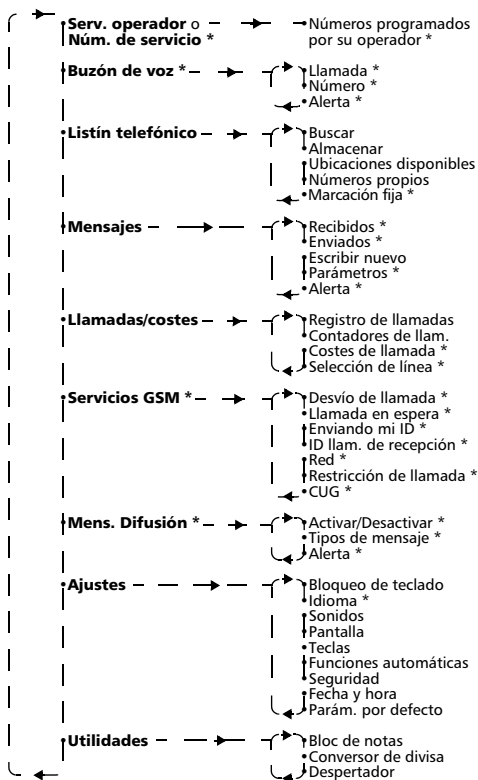 Serv. operador o
Núm. de servicio *
Números programados
por su operador *
Buzón de voz *
Llamada *
Número *
Alerta *
Listín telefónico
Buscar
Almacenar
Ubicaciones disponibles
Números propios
Marcación fija *
Mensajes
Recibidos *
Enviados *
Escribir nuevo
Parámetros *
Alerta *
Llamadas/costes
Registro de llamadas
Contadores de llam.
Costes de llamada *
Selección de línea *
Servicios GSM *
Desvío de llamada *
Llamada en espera *
Enviando mi ID *
ID llam. de recepción *
Red *
Restricción de llamada *
CUG *
Mens. Difusión *
Activar/Desactivar *
Tipos de mensaje *
Alerta *
Ajustes
Bloqueo de teclado
Idioma *
Sonidos
Pantalla
Teclas
Funciones automáticas
Seguridad
Fecha y hora
Parám. por defecto
Utilidades
Bloc de notas
Conversor de divisa
Despertador